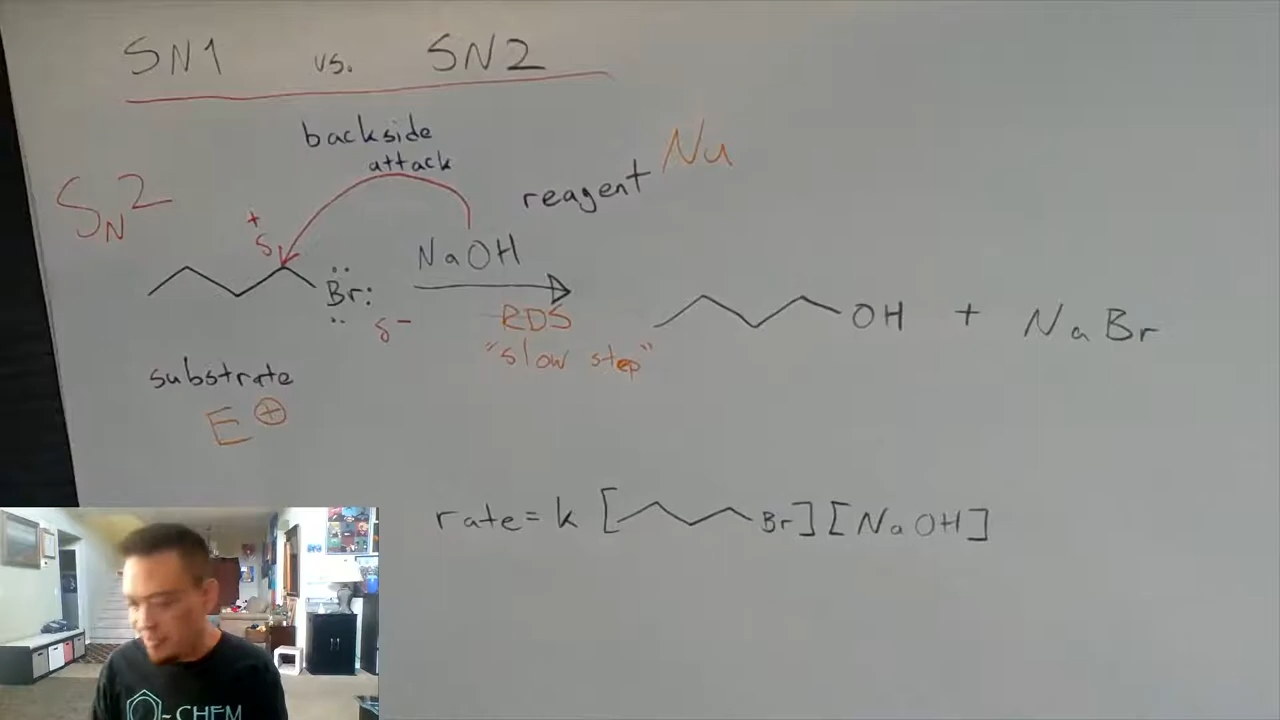 SN1 vs. SN2
backside
attack
reagent Nu
SN2
+
δ
NaOH
Br
δ-
RDS
"slow step"
OH + NaBr
substrate
E⊕
rate = k [ Br] [NaOH]
O-CHEM